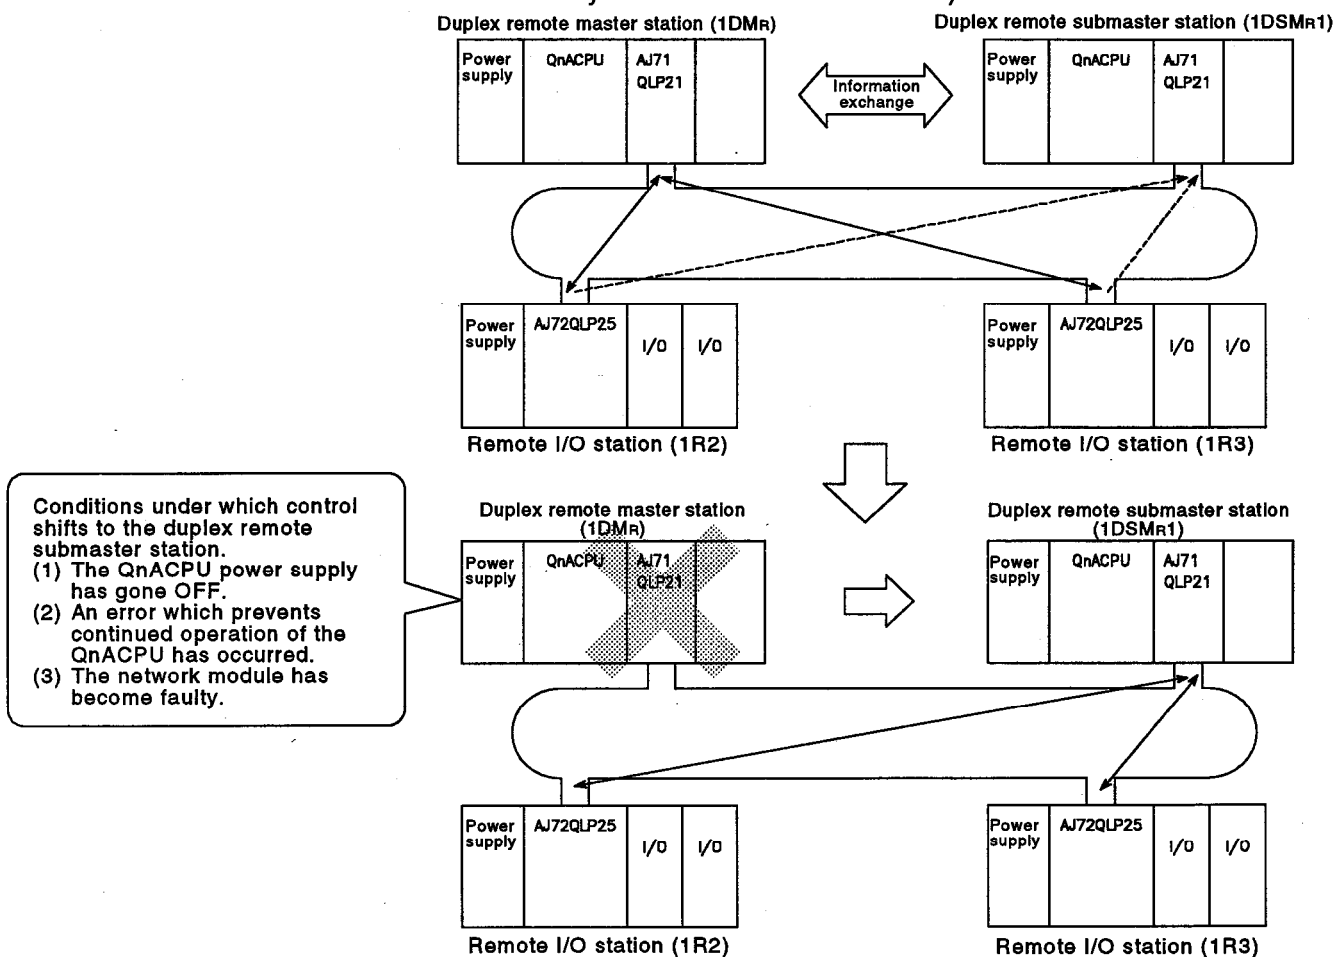 Duplex remote master station (1DMR)
Duplex remote submaster station (1DSMR1)
Power
supply
QnACPU
AJ71
QLP21
Information
exchange
Power
supply
QnACPU
AJ71
QLP21
Power
supply
AJ72QLP25
I/O
I/O
Power
supply
AJ72QLP25
I/O
I/O
Remote I/O station (1R2)
Remote I/O station (1R3)
Conditions under which control
shifts to the duplex remote
submaster station.
(1) The QnACPU power supply
has gone OFF.
(2) An error which prevents
continued operation of the
QnACPU has occurred.
(3) The network module has
become faulty.
Duplex remote master station
(1DMR)
Duplex remote submaster station
(1DSMR1)
Power
supply
QnACPU
AJ71
QLP21
Power
supply
QnACPU
AJ71
QLP21
Power
supply
AJ72QLP25
I/O
I/O
Power
supply
AJ72QLP25
I/O
I/O
Remote I/O station (1R2)
Remote I/O station (1R3)